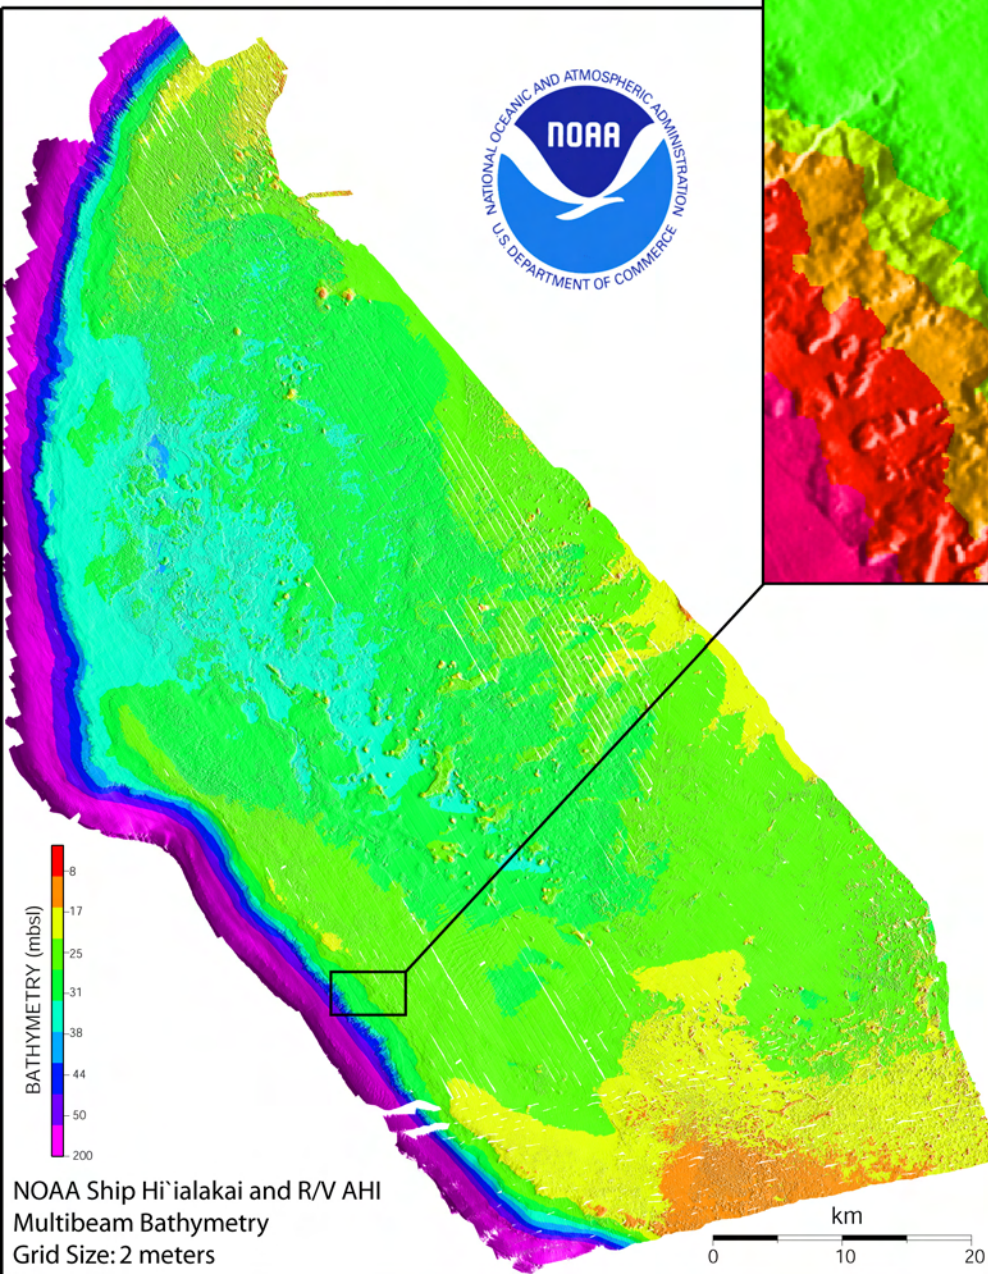 NATIONAL OCEANIC AND ATMOSPHERIC ADMINISTRATION
NOAA
U.S. DEPARTMENT OF COMMERCE
BATHYMETRY (mbsl)
8
17
25
31
38
44
50
200
NOAA Ship Hi`ialakai and R/V AHI
Multibeam Bathymetry
Grid Size: 2 meters
km
0 10 20